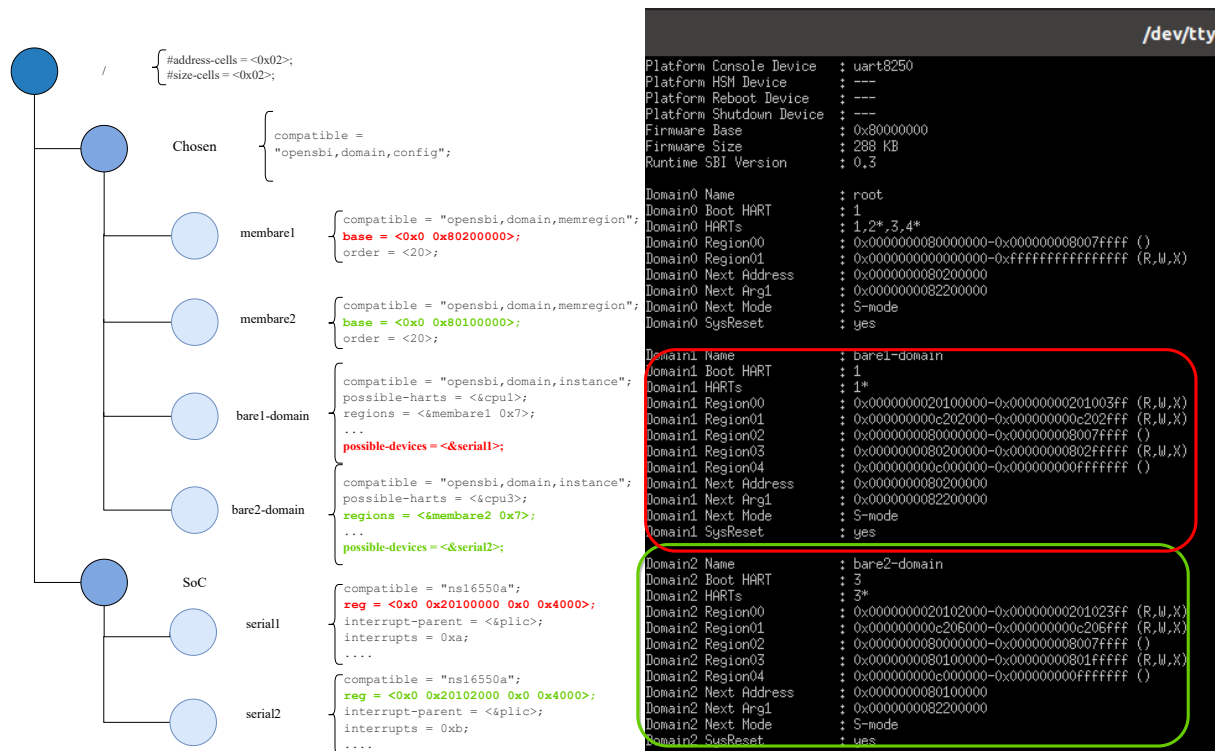 /
#address-cells = <0x02>;
#size-cells = <0x02>;
Chosen
compatible =
"opensbi,domain,config";
membare1
compatible = "opensbi,domain,memregion";
base = <0x0 0x80200000>;
order = <20>;
membare2
compatible = "opensbi,domain,memregion";
base = <0x0 0x80100000>;
order = <20>;
bare1-domain
compatible = "opensbi,domain,instance";
possible-harts = <&cpu1>;
regions = <&membare1 0x7>;
...
possible-devices = <&serial1>;
bare2-domain
compatible = "opensbi,domain,instance";
possible-harts = <&cpu3>;
regions = <&membare2 0x7>;
...
possible-devices = <&serial2>;
SoC
serial1
compatible = "ns16550a";
reg = <0x0 0x20100000 0x0 0x4000>;
interrupt-parent = <&plic>;
interrupts = 0xa;
....
serial2
compatible = "ns16550a";
reg = <0x0 0x20102000 0x0 0x4000>;
interrupt-parent = <&plic>;
interrupts = 0xb;
....
/dev/tty
Platform Console Device : uart8250
Platform HSM Device : ---
Platform Reboot Device : ---
Platform Shutdown Device : ---
Firmware Base : 0x80000000
Firmware Size : 288 KB
Runtime SBI Version : 0.3
Domain0 Name : root
Domain0 Boot HART : 1
Domain0 HARTs : 1,2*,3,4*
Domain0 Region00 : 0x0000000080000000-0x000000008007ffff ()
Domain0 Region01 : 0x0000000000000000-0xffffffffffffffff (R,W,X)
Domain0 Next Address : 0x0000000080200000
Domain0 Next Arg1 : 0x0000000082200000
Domain0 Next Mode : S-mode
Domain0 SysReset : yes
Domain1 Name : bare1-domain
Domain1 Boot HART : 1
Domain1 HARTs : 1*
Domain1 Region00 : 0x0000000020100000-0x00000000201003ff (R,W,X)
Domain1 Region01 : 0x000000000c202000-0x000000000c202fff (R,W,X)
Domain1 Region02 : 0x0000000080000000-0x000000008007ffff ()
Domain1 Region03 : 0x0000000080200000-0x00000000802fffff (R,W,X)
Domain1 Region04 : 0x000000000c000000-0x000000000fffffff ()
Domain1 Next Address : 0x0000000080200000
Domain1 Next Arg1 : 0x0000000082200000
Domain1 Next Mode : S-mode
Domain1 SysReset : yes
Domain2 Name : bare2-domain
Domain2 Boot HART : 3
Domain2 HARTs : 3*
Domain2 Region00 : 0x0000000020102000-0x00000000201023ff (R,W,X)
Domain2 Region01 : 0x000000000c206000-0x000000000c206fff (R,W,X)
Domain2 Region02 : 0x0000000080000000-0x000000008007ffff ()
Domain2 Region03 : 0x0000000080100000-0x00000000801fffff (R,W,X)
Domain2 Region04 : 0x000000000c000000-0x000000000fffffff ()
Domain2 Next Address : 0x0000000080100000
Domain2 Next Arg1 : 0x0000000082200000
Domain2 Next Mode : S-mode
Domain2 SysReset : yes